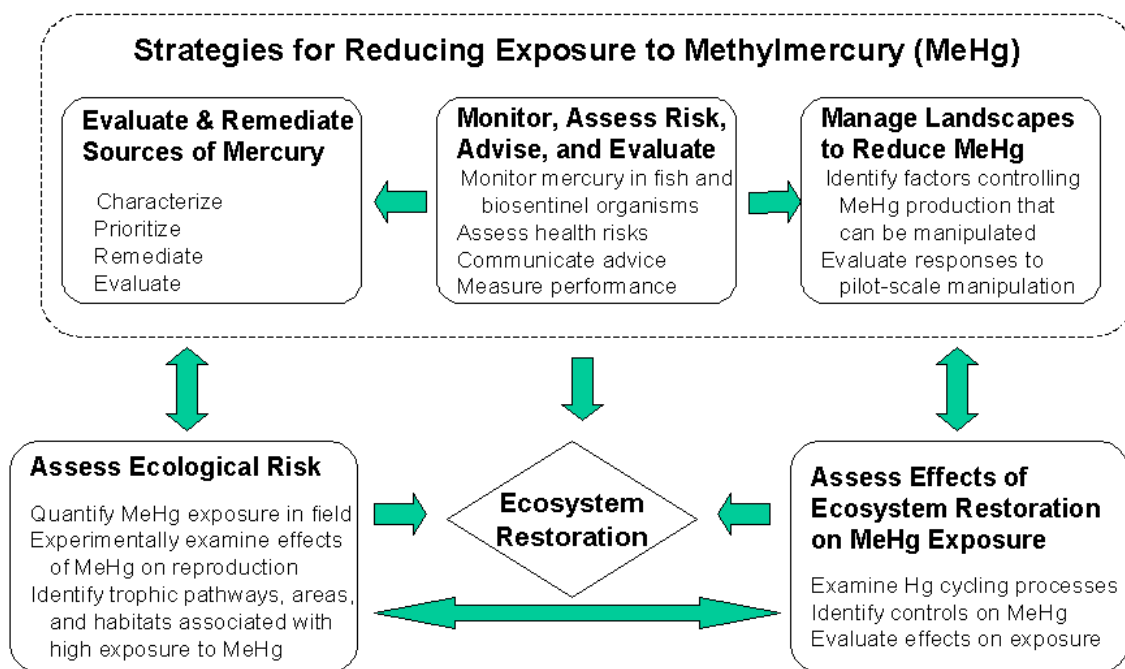 Strategies for Reducing Exposure to Methylmercury (MeHg)
Evaluate & Remediate
Sources of Mercury
Characterize
Prioritize
Remediate
Evaluate
Monitor, Assess Risk,
Advise, and Evaluate
Monitor mercury in fish and
biosentinel organisms
Assess health risks
Communicate advice
Measure performance
Manage Landscapes
to Reduce MeHg
Identify factors controlling
MeHg production that
can be manipulated
Evaluate responses to
pilot-scale manipulation
Assess Ecological Risk
Quantify MeHg exposure in field
Experimentally examine effects
of MeHg on reproduction
Identify trophic pathways, areas,
and habitats associated with
high exposure to MeHg
Ecosystem
Restoration
Assess Effects of
Ecosystem Restoration
on MeHg Exposure
Examine Hg cycling processes
Identify controls on MeHg
Evaluate effects on exposure